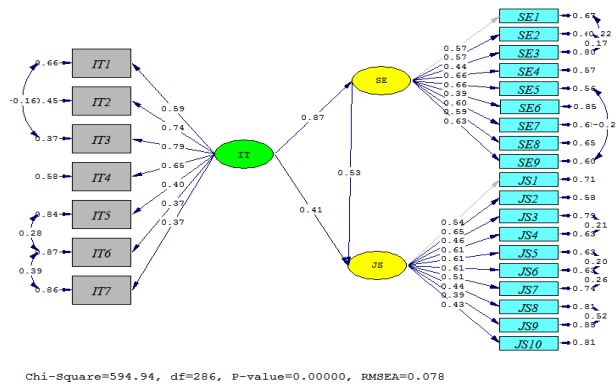 SE1 0.67
SE2 0.22
SE3 0.80 0.17
SE4 0.57
SE5 0.56
SE6 0.85
SE7
SE8 0.65
SE9 0.60
0.57
0.57
0.44
0.66
0.66
0.39
0.60
0.59
0.63
SE
0.66 IT1
-0.16 0.45 IT2
0.37 IT3
0.58 IT4
0.84 IT5
0.28
0.87 IT6
0.39
0.86 IT7
0.59
0.74
0.79
0.65
0.40
0.37
0.37
IT
0.87
0.53
0.41
JS
0.54
0.65
0.46
0.61
0.61
0.61
0.51
0.44
0.39
0.43
JS1 0.71
JS2 0.58
JS3 0.79
0.21
JS4 0.63
JS5 0.63
0.20
JS6
0.26
JS7 0.74
JS8 0.81
0.52
JS9
JS10 0.81
Chi-Square=594.94, df=286, P-value=0.00000, RMSEA=0.078